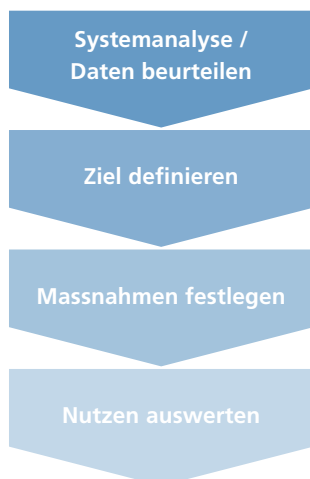 Systemanalyse /
Daten beurteilen
Ziel definieren
Massnahmen festlegen
Nutzen auswerten